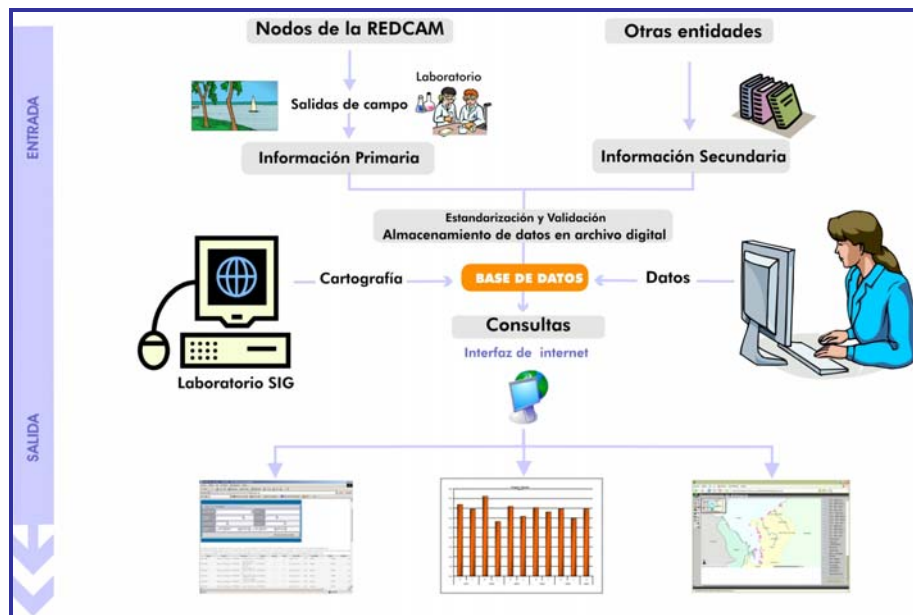 ENTRADA
SALIDA
Nodos de la REDCAM
Otras entidades
Laboratorio
Salidas de campo
Información Primaria
Información Secundaria
Estandarización y Validación
Almacenamiento de datos en archivo digital
Cartografía
BASE DE DATOS
Datos
Consultas
Interfaz de internet
Laboratorio SIG